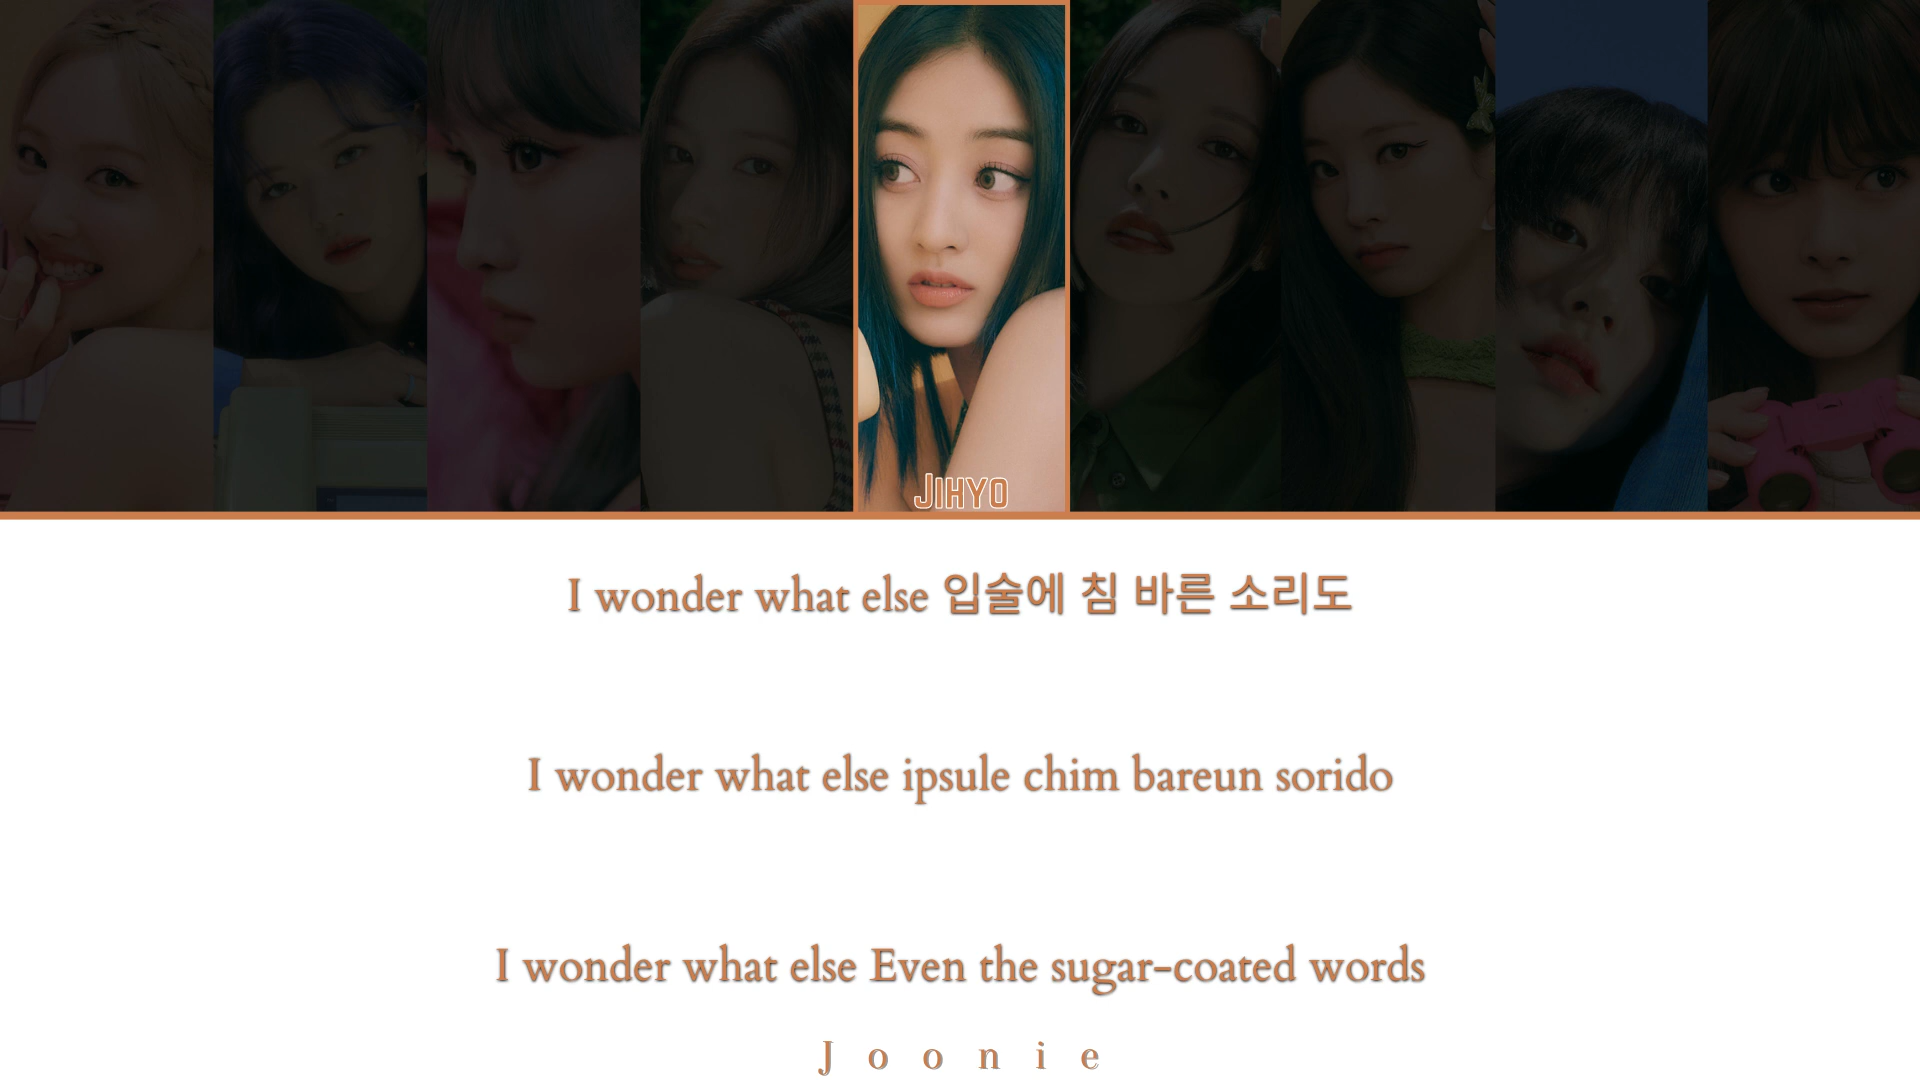 JIHYO
I wonder what else 입술에 침 바른 소리도
I wonder what else ipsule chim bareun sorido
I wonder what else Even the sugar-coated words
Joonie